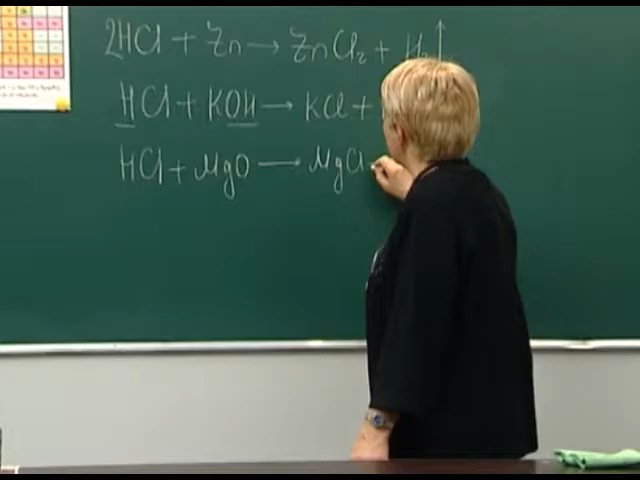 2HCl + Zn → ZnCl₂ + H₂↑
HCl + KOH → KCl +
HCl + MgO → MgCl